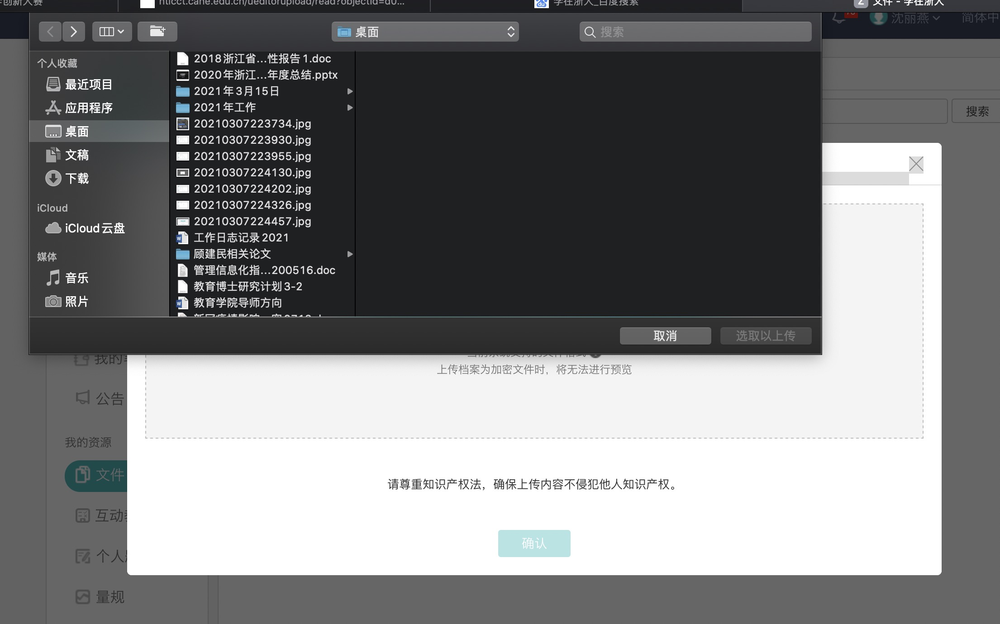 nticct.cahe.edu.cn/ueditorupload/read?objectId=d0...
学在浙大_百度搜索
Z 文件 - 学在浙大
沈丽燕
简体中
桌面
搜索
个人收藏
最近项目
应用程序
桌面
文稿
下载
iCloud
iCloud云盘
媒体
音乐
照片
2018浙江省...性报告1.doc
2020年浙江...年度总结.pptx
2021年3月15日
2021年工作
20210307223734.jpg
20210307223930.jpg
20210307223955.jpg
20210307224130.jpg
20210307224202.jpg
20210307224326.jpg
20210307224457.jpg
工作日志记录2021
顾建民相关论文
管理信息化指...200516.doc
教育博士研究计划3-2
教育学院导师方向
取消
选取以上传
搜索
上传档案为加密文件时，将无法进行预览
我的
公告
我的资源
文件
互动
个人
量规
请尊重知识产权法，确保上传内容不侵犯他人知识产权。
确认